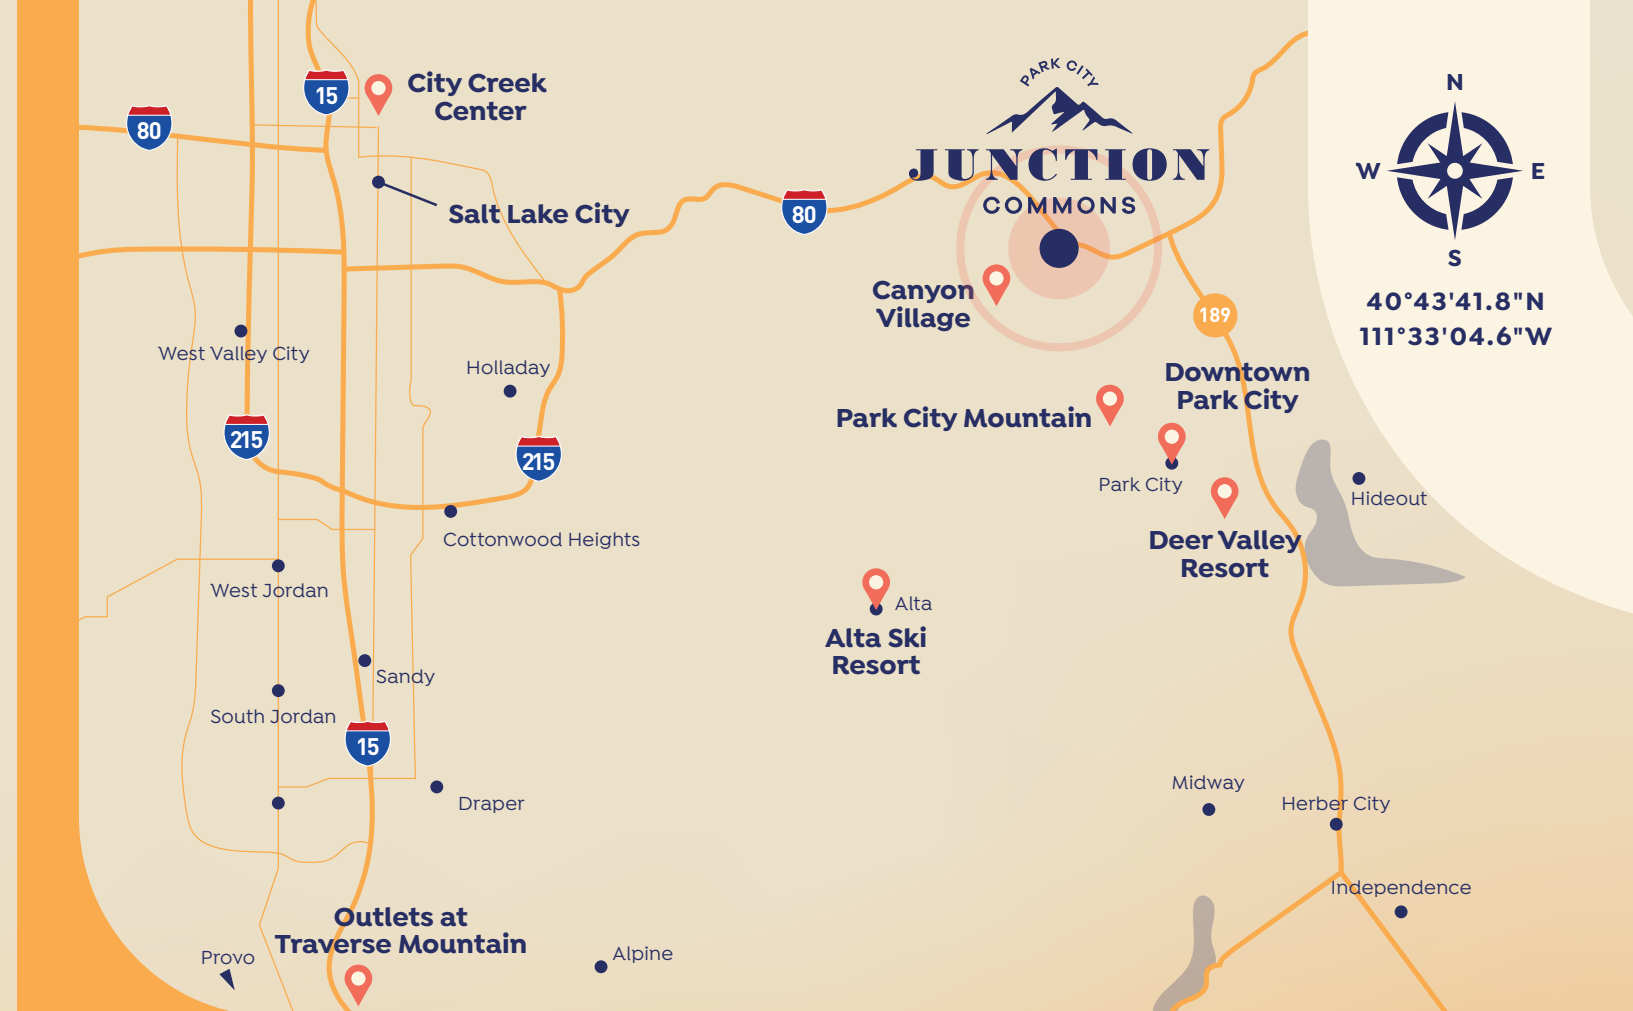 N
W
E
S
40°43'41.8"N
111°33'04.6"W
PARK CITY
JUNCTION
COMMONS
15
City Creek
Center
80
Salt Lake City
80
Canyon
Village
189
West Valley City
Holladay
Downtown
Park City
Park City Mountain
215
215
Park City
Hideout
Cottonwood Heights
Deer Valley
Resort
West Jordan
Alta
Alta Ski
Resort
Sandy
South Jordan
15
Draper
Midway
Herber City
Independence
Outlets at
Traverse Mountain
Provo
Alpine